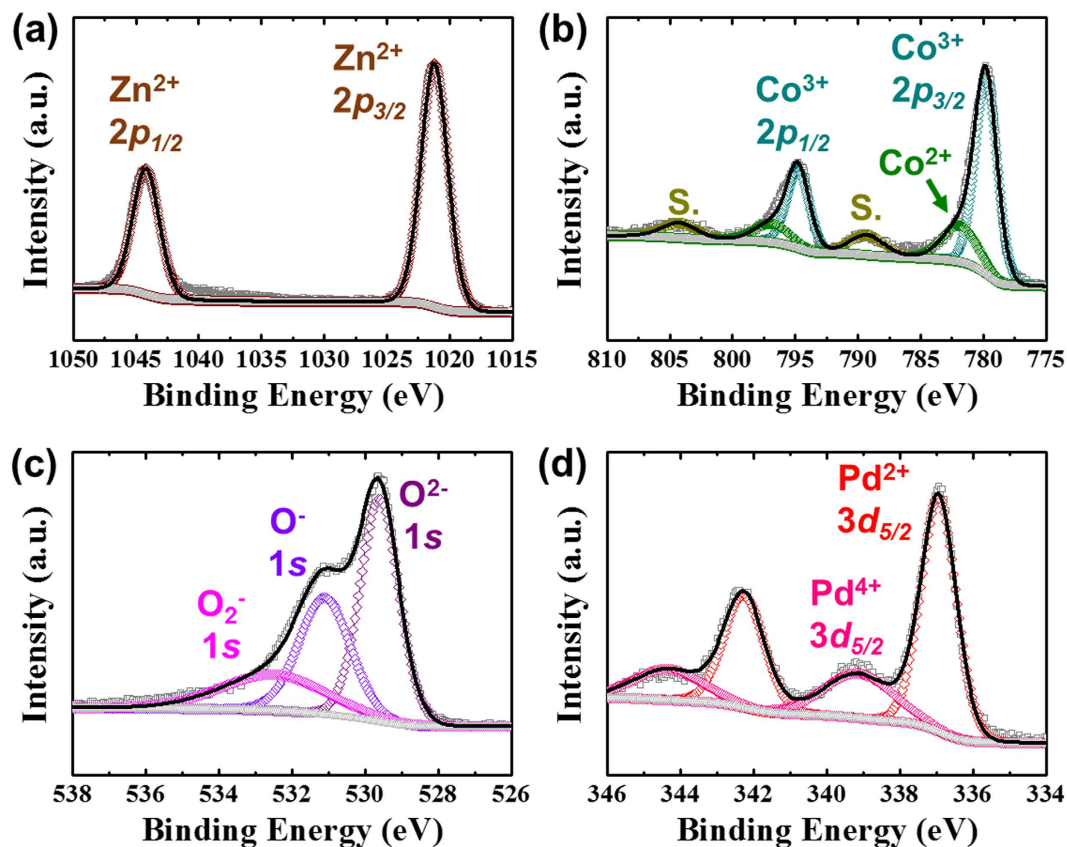 (a)
Zn²⁺
2p₁/₂
Zn²⁺
2p₃/₂
Intensity (a.u.)
1050 1045 1040 1035 1030 1025 1020 1015
Binding Energy (eV)
(b)
Co³⁺
2p₃/₂
Co³⁺
2p₁/₂
Co²⁺
S.
S.
Intensity (a.u.)
810 805 800 795 790 785 780 775
Binding Energy (eV)
(c)
O²⁻
1s
O⁻
1s
O₂⁻
1s
Intensity (a.u.)
538 536 534 532 530 528 526
Binding Energy (eV)
(d)
Pd²⁺
3d₅/₂
Pd⁴⁺
3d₅/₂
Intensity (a.u.)
346 344 342 340 338 336 334
Binding Energy (eV)